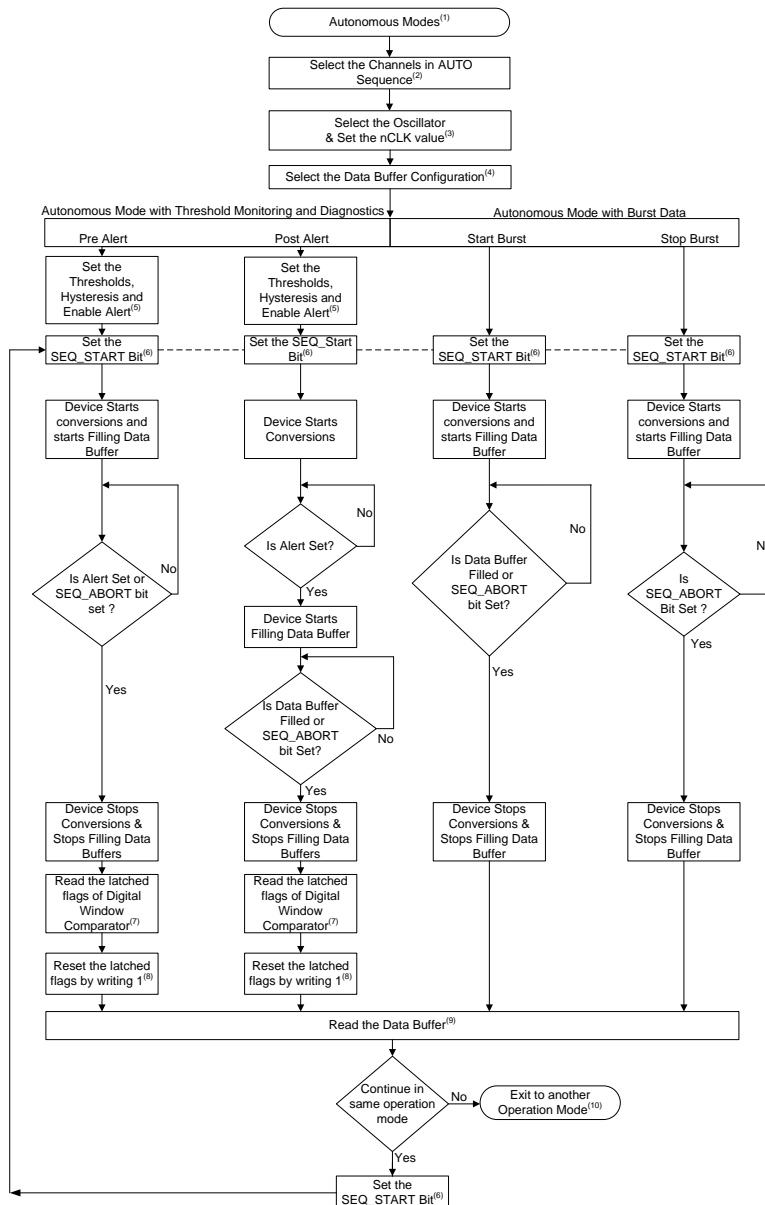 Autonomous Modes(1)
Select the Channels in AUTO
Sequence(2)
Select the Oscillator
& Set the nCLK value(3)
Select the Data Buffer Configuration(4)
Autonomous Mode with Threshold Monitoring and Diagnostics
Autonomous Mode with Burst Data
Pre Alert
Post Alert
Start Burst
Stop Burst
Set the
Thresholds,
Hysteresis and
Enable Alert(5)
Set the
Thresholds,
Hysteresis and
Enable Alert(5)
Set the
SEQ_START Bit(6)
Set the SEQ_Start
Bit(6)
Set the
SEQ_START Bit(6)
Set the
SEQ_START Bit(6)
Device Starts
conversions and
starts Filling Data
Buffer
Device Starts
Conversions
Device Starts
conversions and
starts Filling Data
Buffer
Device Starts
conversions and
starts Filling Data
Buffer
Is Alert Set or
SEQ_ABORT bit
set ?
No
Yes
Is Alert Set?
No
Yes
Device Starts
Filling Data Buffer
Is Data Buffer
Filled or
SEQ_ABORT
bit Set?
No
Yes
Is Data Buffer
Filled or
SEQ_ABORT
bit Set?
No
Yes
Is
SEQ_ABORT
Bit Set ?
Yes
Device Stops
Conversions &
Stops Filling Data
Buffers
Device Stops
Conversions &
Stops Filling Data
Buffers
Device Stops
Conversions &
Stops Filling Data
Buffer
Device Stops
Conversions &
Stops Filling Data
Buffer
Read the latched
flags of Digital
Window
Comparator(7)
Read the latched
flags of Digital
Window
Comparator(7)
Reset the latched
flags by writing 1(8)
Reset the latched
flags by writing 1(8)
Read the Data Buffer(9)
Continue in
same operation
mode
No
Exit to another
Operation Mode(10)
Yes
Set the
SEQ_START Bit(6)